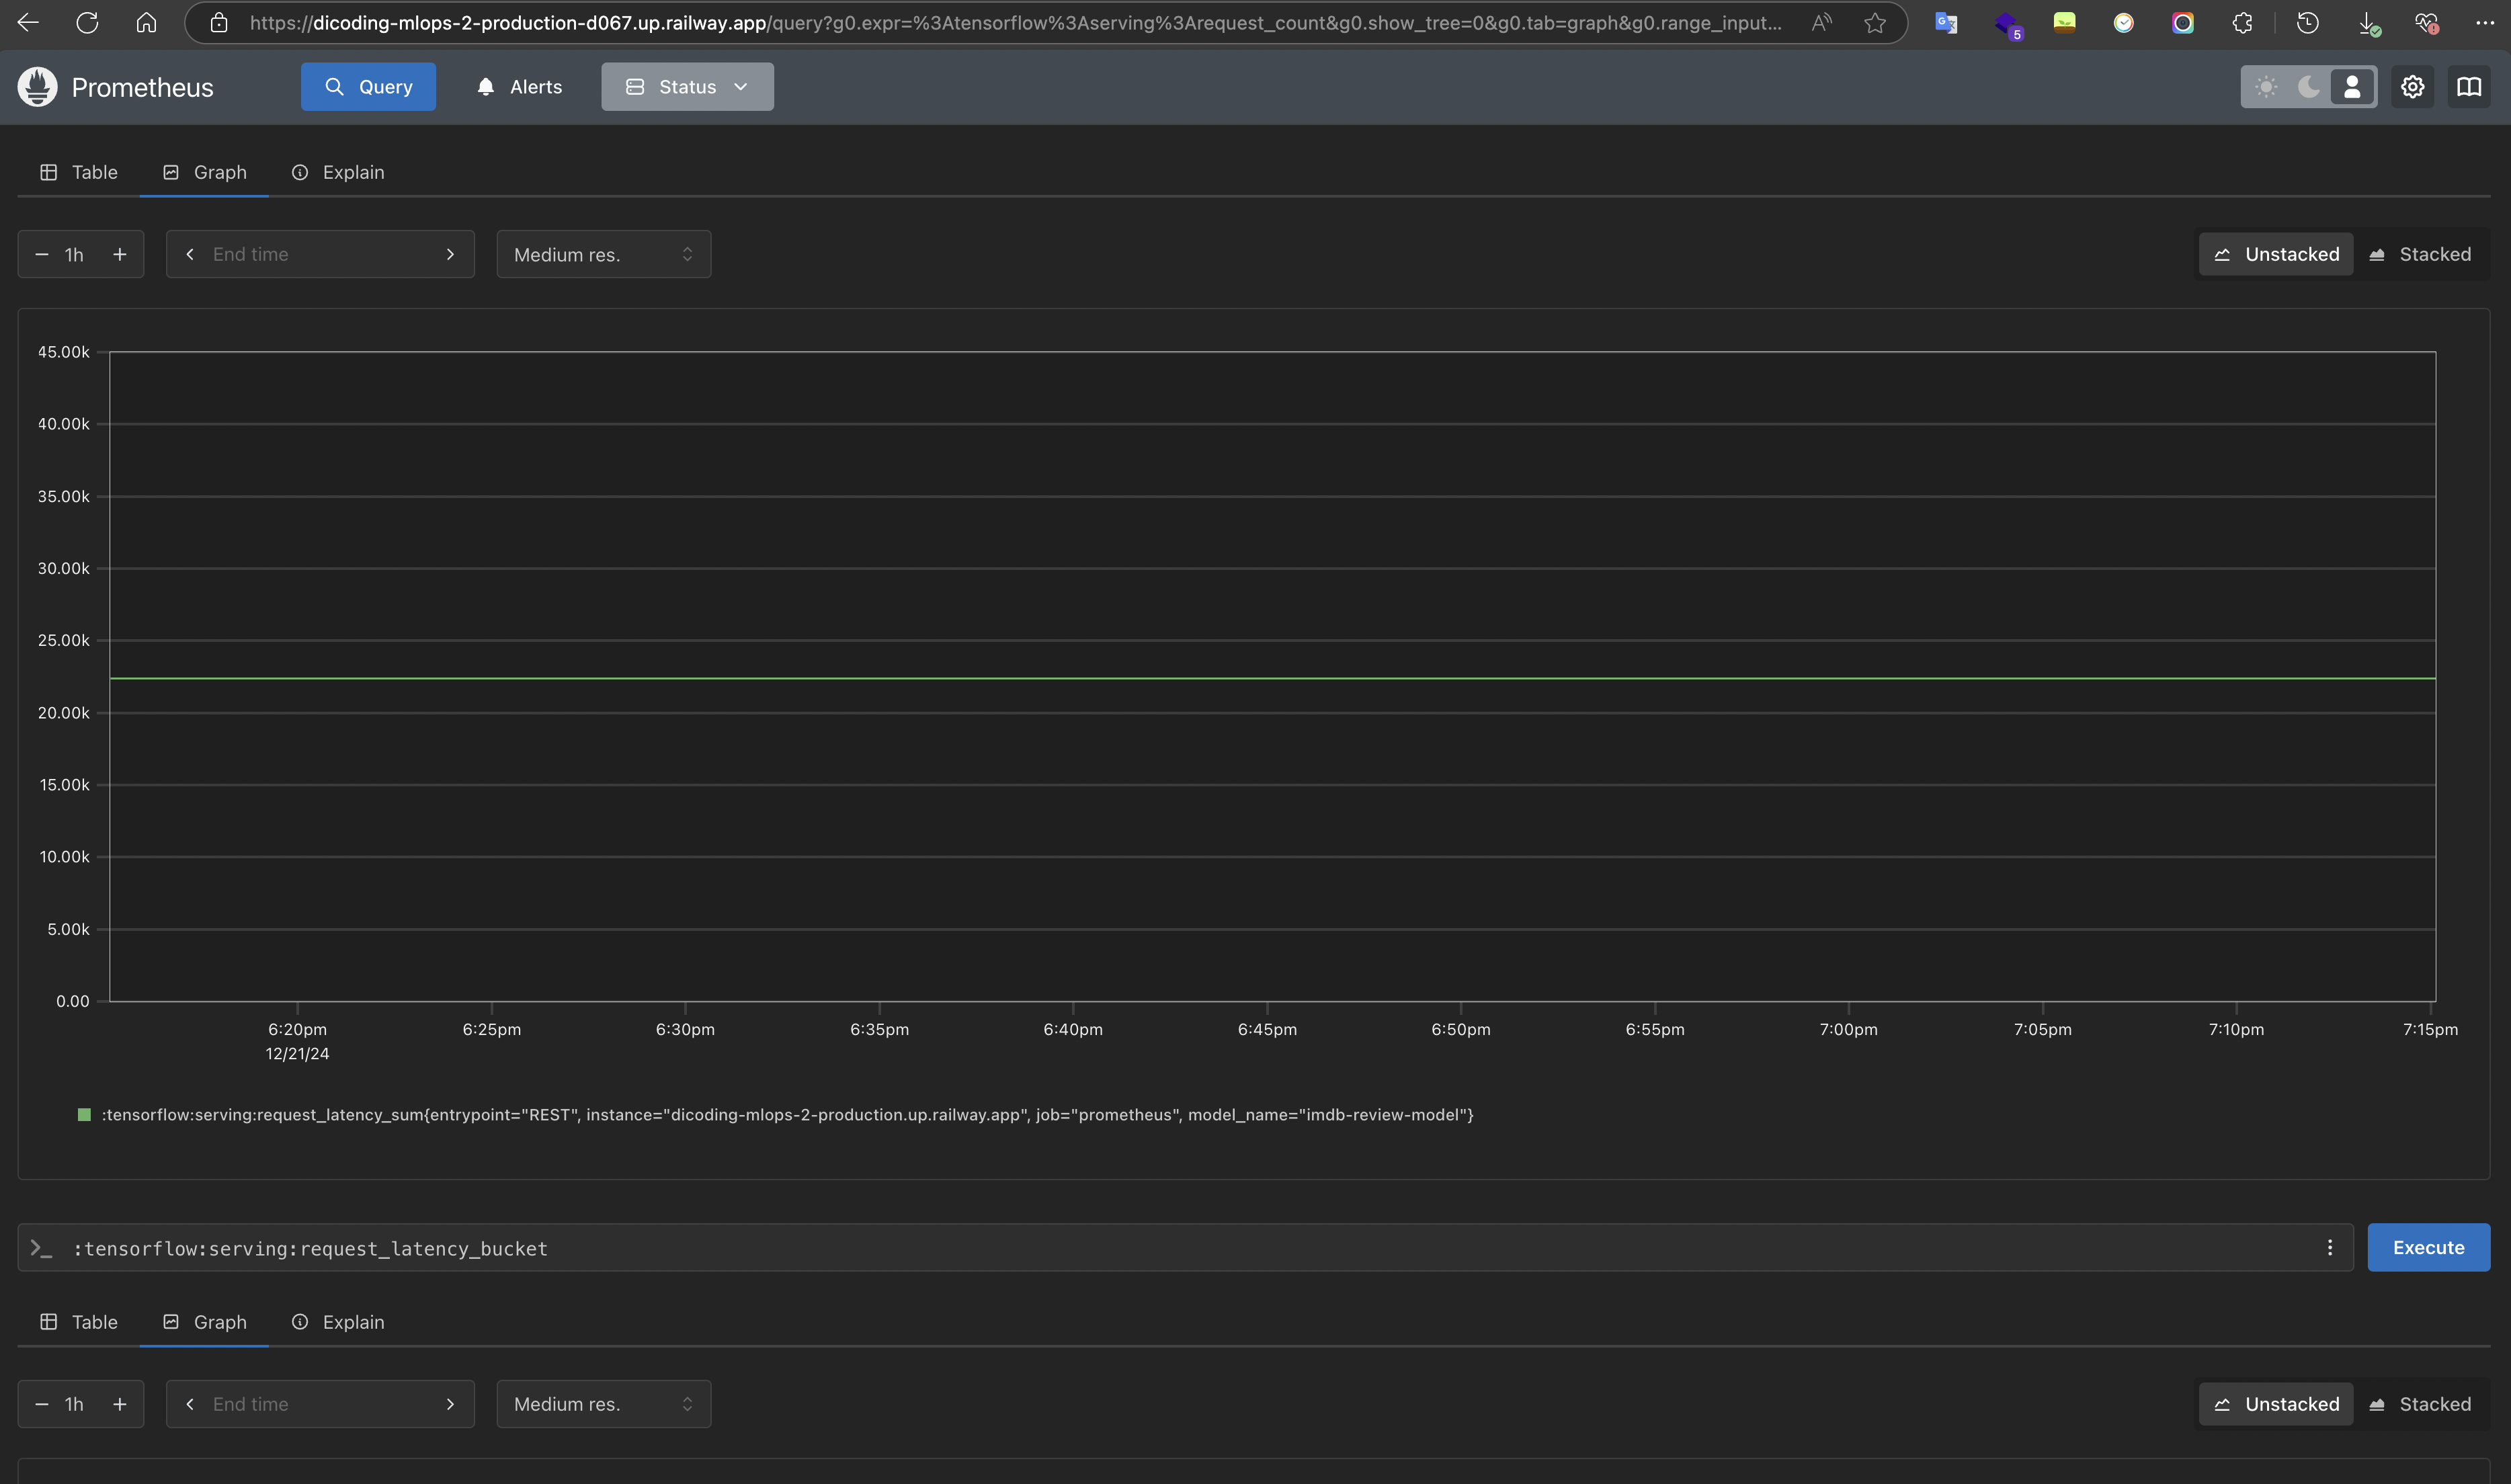 https://dicoding-mlops-2-production-d067.up.railway.app/query?g0.expr=%3Atensorflow%3Aserving%3Arequest_count&g0.show_tree=0&g0.tab=graph&g0.range_input...
5
Prometheus
Query
Alerts
Status
Table
Graph
Explain
1h
End time
Medium res.
Unstacked
Stacked
45.00k
40.00k
35.00k
30.00k
25.00k
20.00k
15.00k
10.00k
5.00k
0.00
6:20pm 6:25pm 6:30pm 6:35pm 6:40pm 6:45pm 6:50pm 6:55pm 7:00pm 7:05pm 7:10pm 7:15pm
12/21/24
:tensorflow:serving:request_latency_sum{entrypoint="REST", instance="dicoding-mlops-2-production.up.railway.app", job="prometheus", model_name="imdb-review-model"}
:tensorflow:serving:request_latency_bucket
Execute
Table
Graph
Explain
1h
End time
Medium res.
Unstacked
Stacked